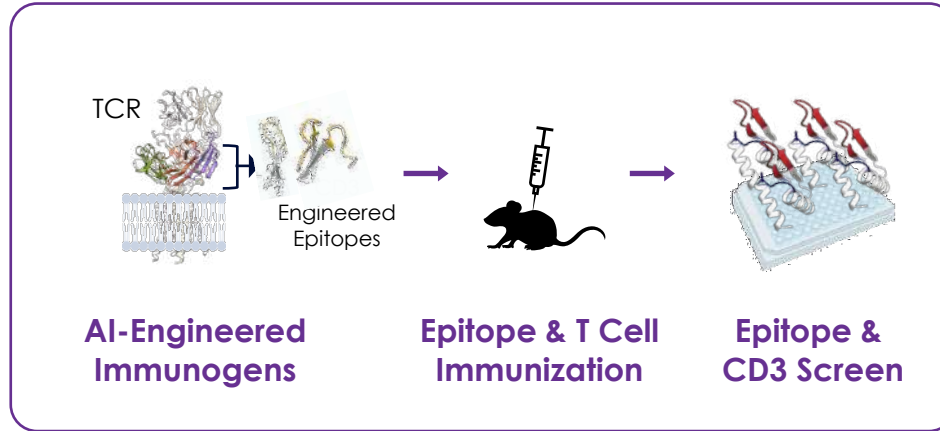 TCR
Engineered
Epitopes
AI-Engineered
Immunogens
Epitope & T Cell
Immunization
Epitope &
CD3 Screen